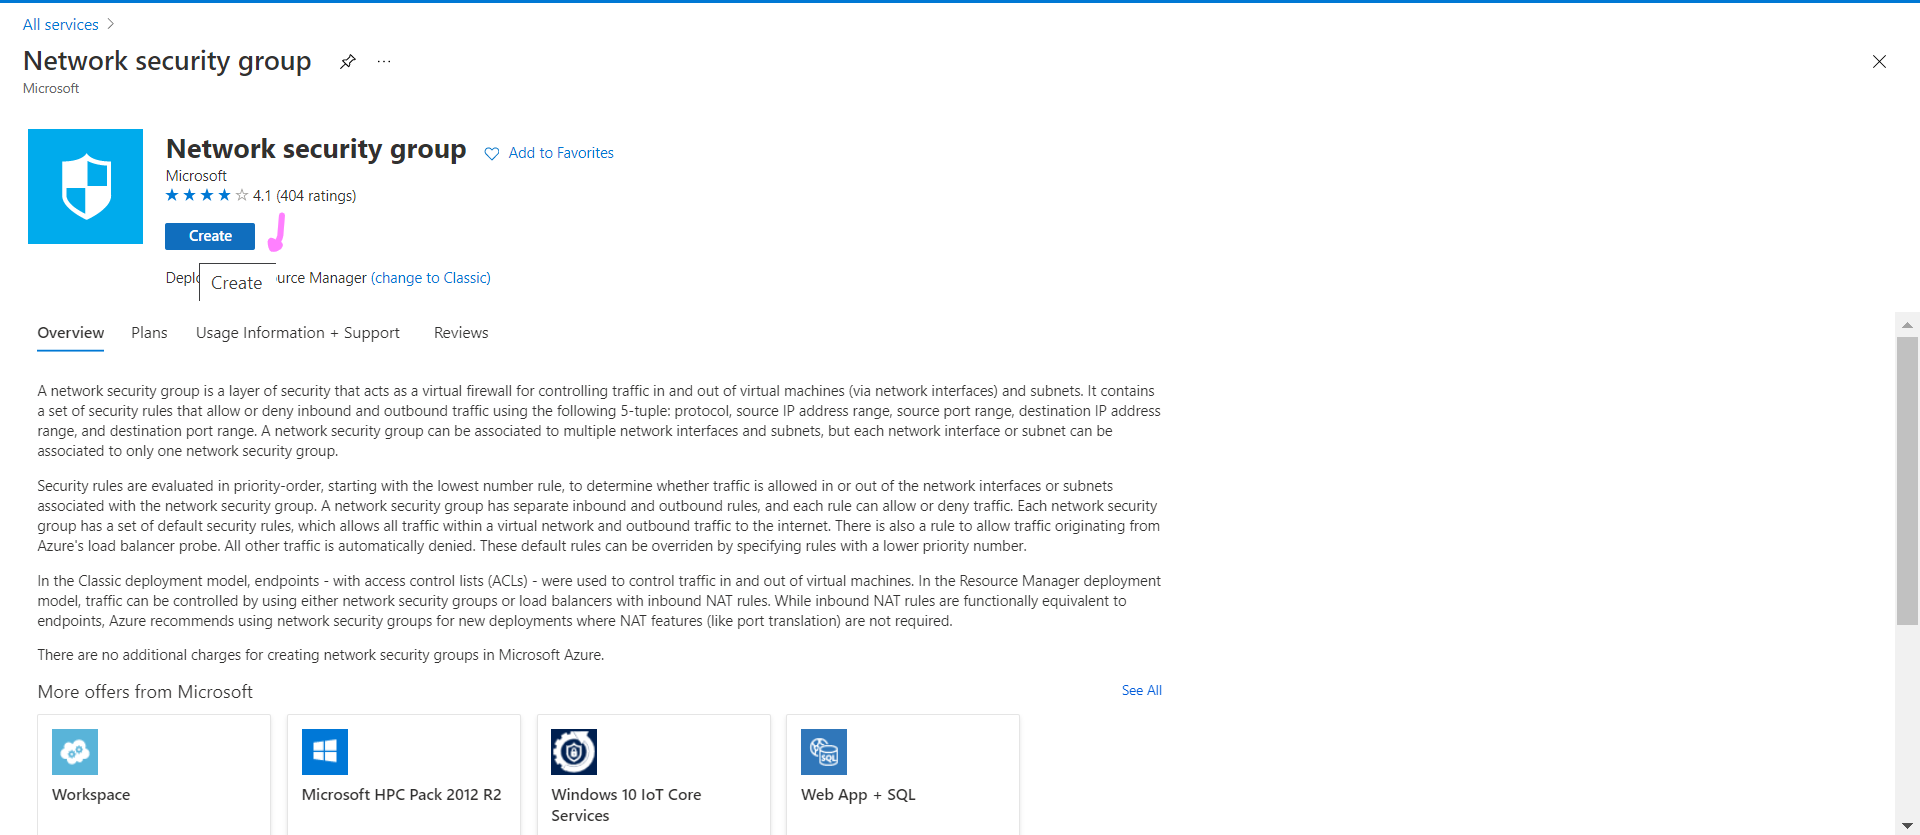 All services
Network security group
Microsoft
Network security group
Add to Favorites
Microsoft
4.1 (404 ratings)
Create
Create
urce Manager (change to Classic)
Overview
Plans
Usage Information + Support
Reviews
A network security group is a layer of security that acts as a virtual firewall for controlling traffic in and out of virtual machines (via network interfaces) and subnets. It contains
a set of security rules that allow or deny inbound and outbound traffic using the following 5-tuple: protocol, source IP address range, source port range, destination IP address
range, and destination port range. A network security group can be associated to multiple network interfaces and subnets, but each network interface or subnet can be
associated to only one network security group.
Security rules are evaluated in priority-order, starting with the lowest number rule, to determine whether traffic is allowed in or out of the network interfaces or subnets
associated with the network security group. A network security group has separate inbound and outbound rules, and each rule can allow or deny traffic. Each network security
group has a set of default security rules, which allows all traffic within a virtual network and outbound traffic to the internet. There is also a rule to allow traffic originating from
Azure's load balancer probe. All other traffic is automatically denied. These default rules can be overriden by specifying rules with a lower priority number.
In the Classic deployment model, endpoints - with access control lists (ACLs) - were used to control traffic in and out of virtual machines. In the Resource Manager deployment
model, traffic can be controlled by using either network security groups or load balancers with inbound NAT rules. While inbound NAT rules are functionally equivalent to
endpoints, Azure recommends using network security groups for new deployments where NAT features (like port translation) are not required.
There are no additional charges for creating network security groups in Microsoft Azure.
More offers from Microsoft
See All
Workspace
Microsoft HPC Pack 2012 R2
Windows 10 IoT Core
Services
Web App + SQL